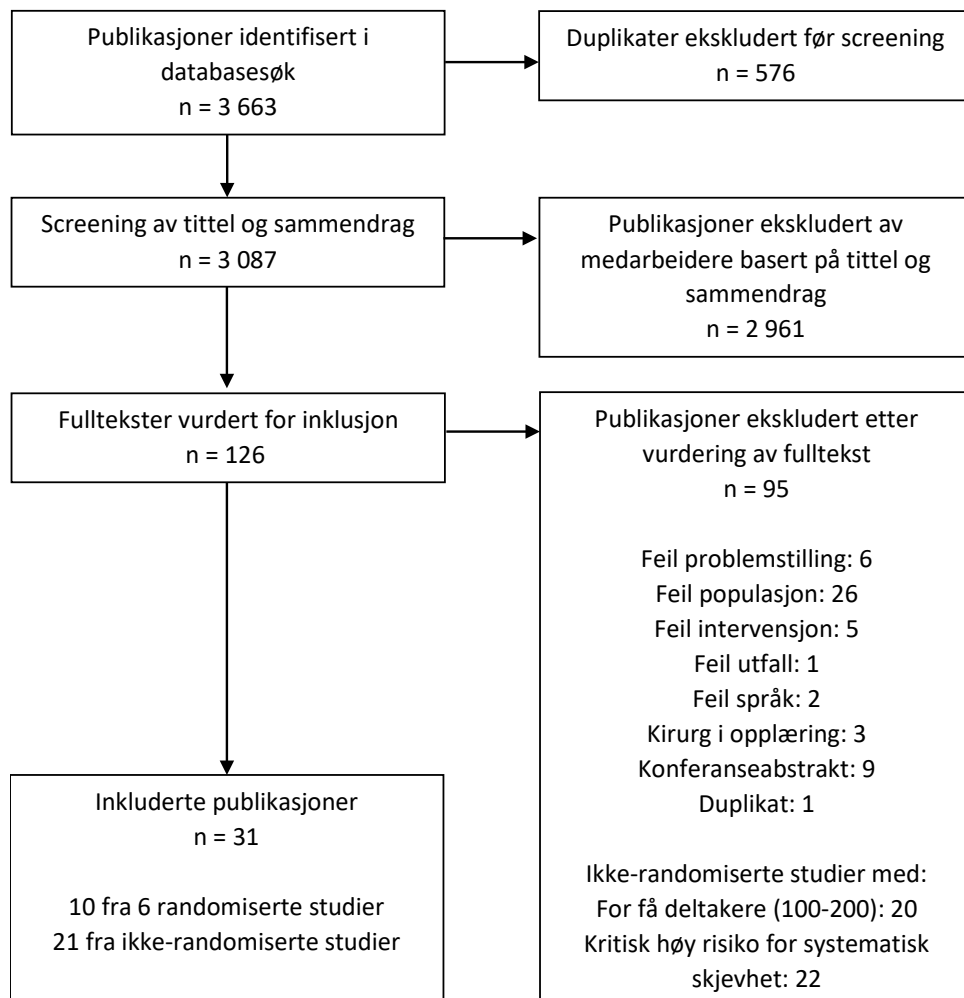 Publikasjoner identifisert i
databasesøk
n = 3 663
Duplikater ekskludert før screening
n = 576
Screening av tittel og sammendrag
n = 3 087
Publikasjoner ekskludert av
medarbeidere basert på tittel og
sammendrag
n = 2 961
Fulltekster vurdert for inklusjon
n = 126
Publikasjoner ekskludert etter
vurdering av fulltekst
n = 95
Feil problemstilling: 6
Feil populasjon: 26
Feil intervensjon: 5
Feil utfall: 1
Feil språk: 2
Kirurg i opplæring: 3
Konferanseabstrakt: 9
Duplikat: 1
Ikke-randomiserte studier med:
For få deltakere (100-200): 20
Kritisk høy risiko for systematisk
skjevhet: 22
Inkluderte publikasjoner
n = 31
10 fra 6 randomiserte studier
21 fra ikke-randomiserte studier